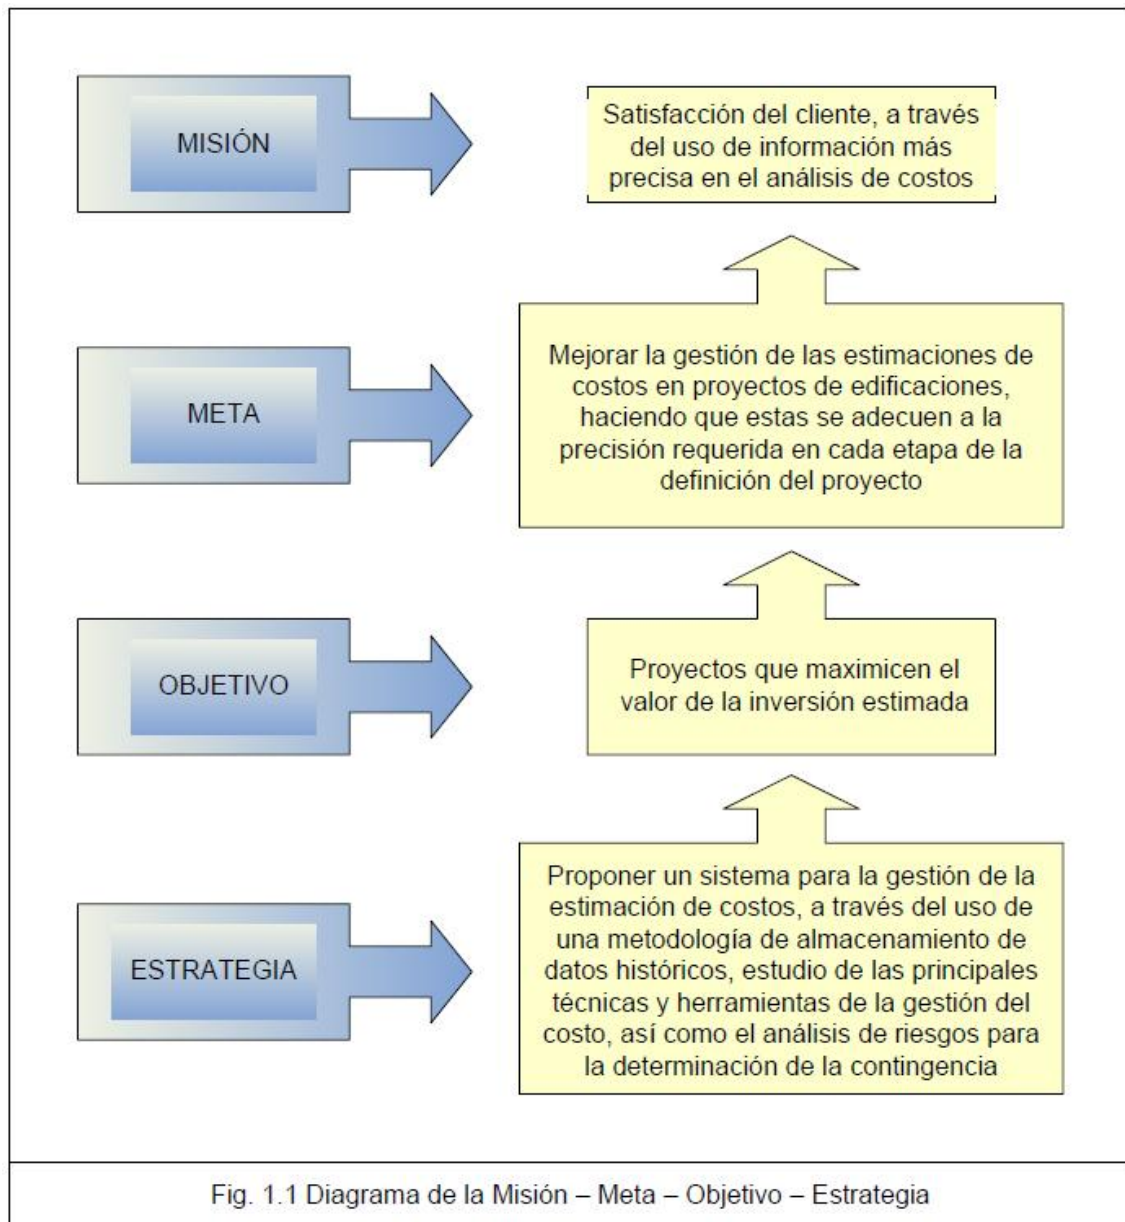 MISIÓN
Satisfacción del cliente, a través
del uso de información más
precisa en el análisis de costos
META
Mejorar la gestión de las estimaciones de
costos en proyectos de edificaciones,
haciendo que estas se adecuen a la
precisión requerida en cada etapa de la
definición del proyecto
OBJETIVO
Proyectos que maximicen el
valor de la inversión estimada
ESTRATEGIA
Proponer un sistema para la gestión de la
estimación de costos, a través del uso de
una metodología de almacenamiento de
datos históricos, estudio de las principales
técnicas y herramientas de la gestión del
costo, así como el análisis de riesgos para
la determinación de la contingencia
Fig. 1.1 Diagrama de la Misión – Meta – Objetivo – Estrategia